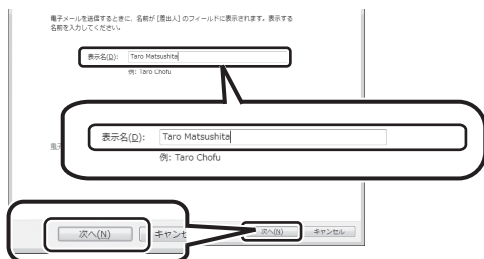 電子メールを送信するときに、名前が [差出人] のフィールドに表示されます。表示する
名前を入力してください。
表示名(D): Taro Matsushita
例: Taro Chofu
表示名(D): Taro Matsushita
例: Taro Chofu
次へ(N) キャンセ
次へ(N) キャンセル